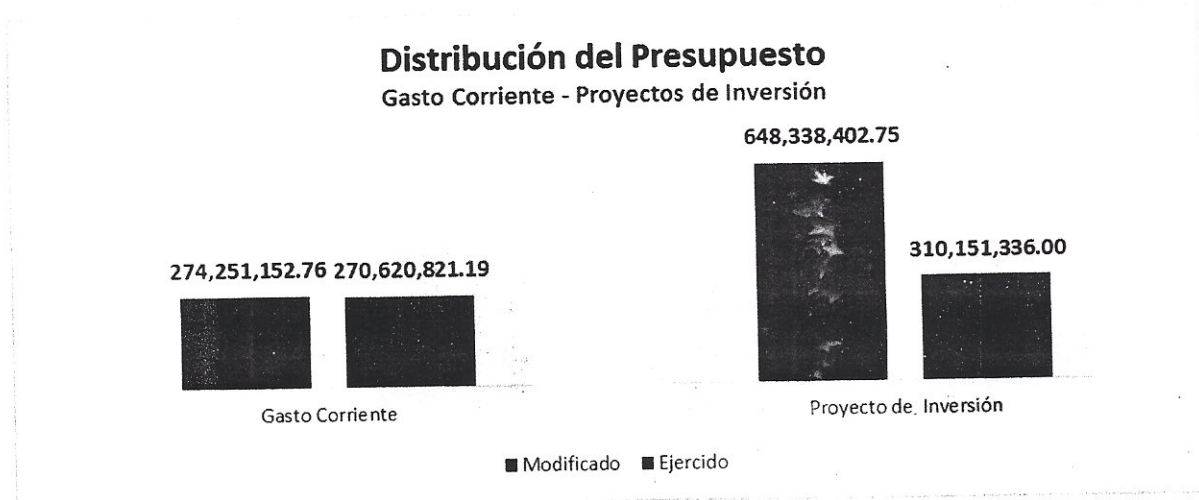 Distribución del Presupuesto
Gasto Corriente - Proyectos de Inversión
648,338,402.75
310,151,336.00
274,251,152.76 270,620,821.19
Gasto Corriente
Proyecto de. Inversión
■ Modificado ■ Ejercido